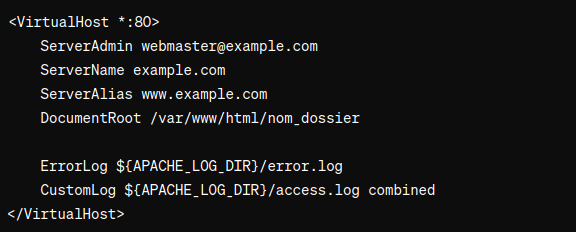 <VirtualHost *:80>
    ServerAdmin webmaster@example.com
    ServerName example.com
    ServerAlias www.example.com
    DocumentRoot /var/www/html/nom_dossier

    ErrorLog ${APACHE_LOG_DIR}/error.log
    CustomLog ${APACHE_LOG_DIR}/access.log combined
</VirtualHost>